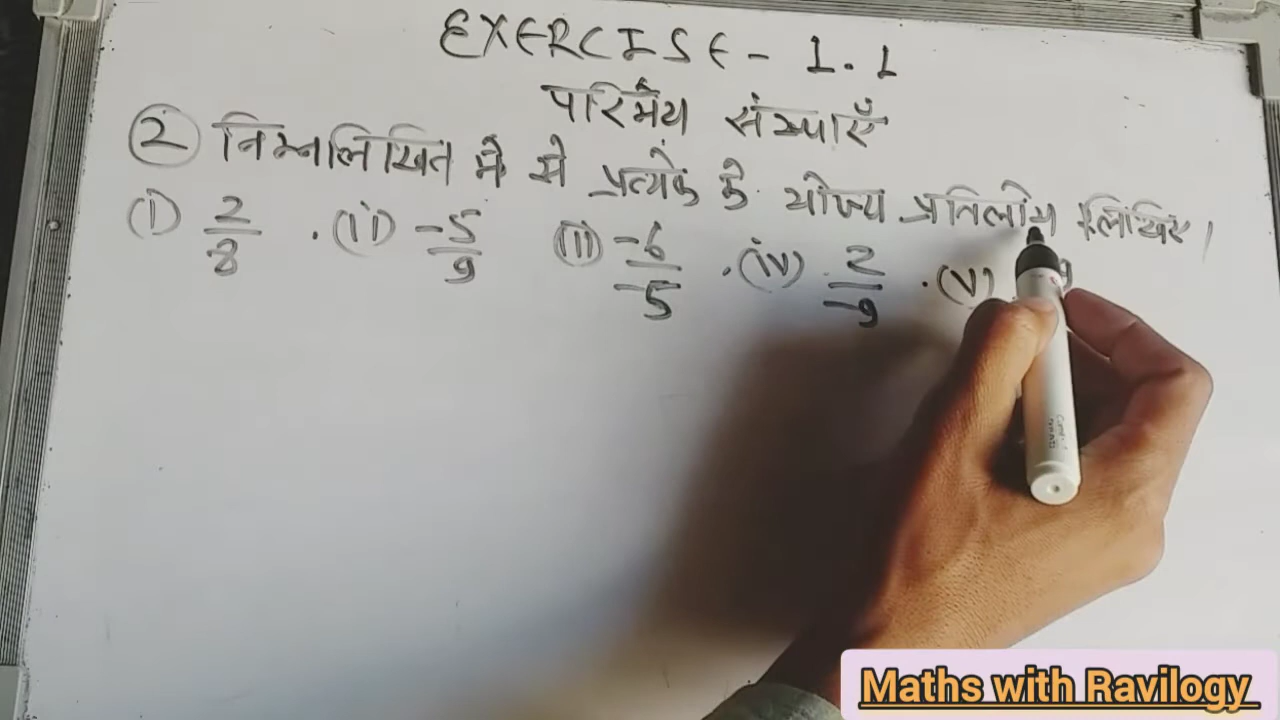 EXERCISE - 1.1
परिमेय संख्याएँ
② निम्नलिखित में से प्रत्येक के योज्य प्रतिलोम लिखिए।
(i) 2/8 . (ii) -5/9 (iii) -6/-5 . (iv) 2/-9 . (v)
Maths with Ravilogy